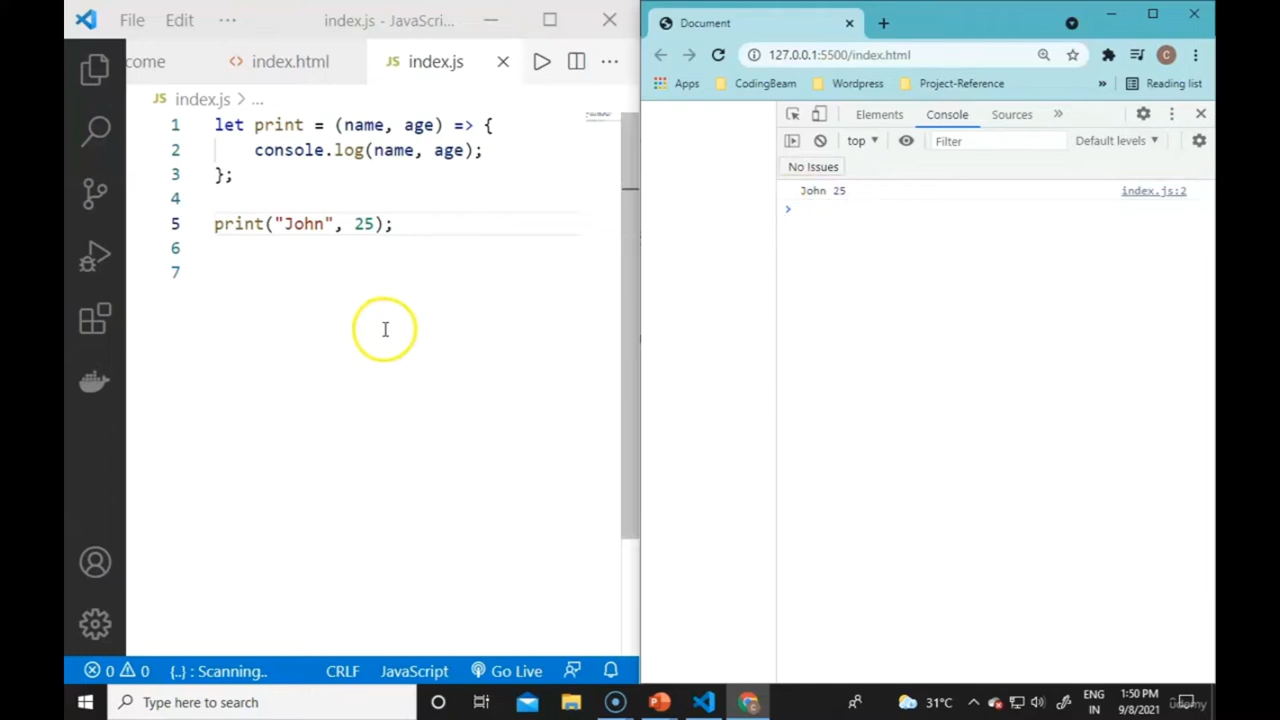 File Edit ··· index.js - JavaScri...
come <> index.html JS index.js
JS index.js > ...
1 let print = (name, age) => {
2 console.log(name, age);
3 };
4
5 print("John", 25);
6
7
0 0 {..} : Scanning.. CRLF JavaScript Go Live
Document
127.0.0.1:5500/index.html
C
Apps CodingBeam Wordpress Project-Reference » Reading list
Elements Console Sources »
top Filter Default levels
No Issues
John 25 index.js:2
>
Type here to search
31°C
ENG
IN
1:50 PM
9/8/2021
Udemy